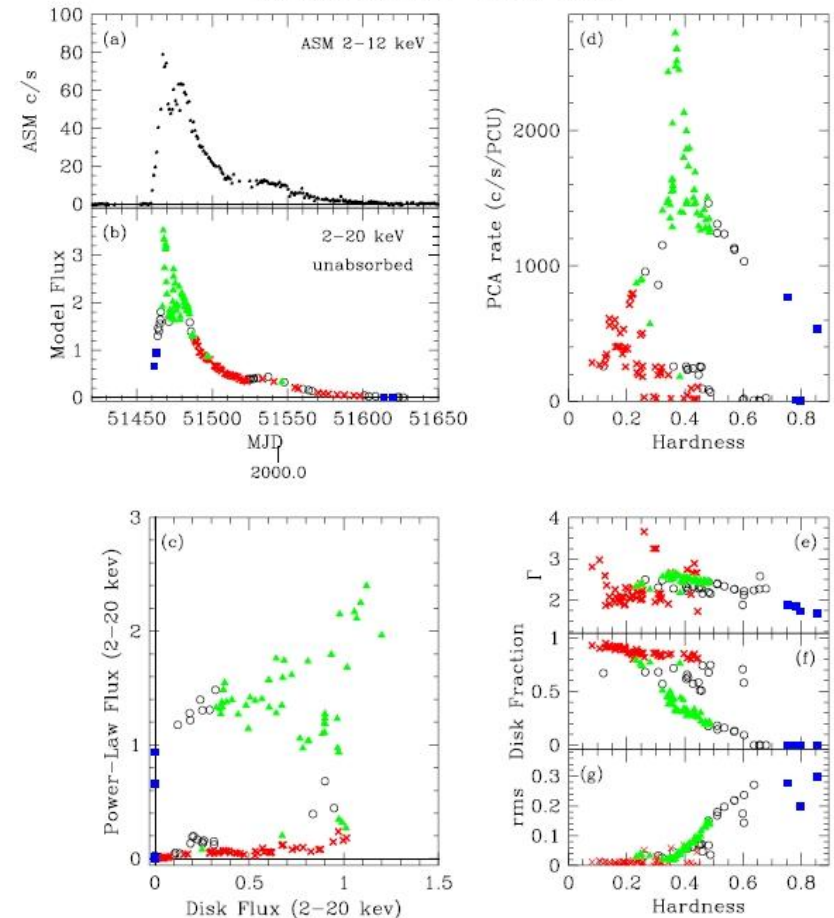 100
80
60
40
20
0
ASM c/s
(a)
ASM 2-12 keV
3
2
1
0
Model Flux
(b)
2-20 keV
unabsorbed
51450 51500 51550 51600 51650
MJD
2000.0
2000
1000
0
PCA rate (c/s/PCU)
(d)
0 0.2 0.4 0.6 0.8
Hardness
3
2
1
0
Power-Law Flux (2-20 kev)
(c)
0 0.5 1 1.5
Disk Flux (2-20 kev)
4
3
2
Γ
(e)
1
0.5
0
Disk Fraction
(f)
0.3
0.2
0.1
0
rms
(g)
0 0.2 0.4 0.6 0.8
Hardness